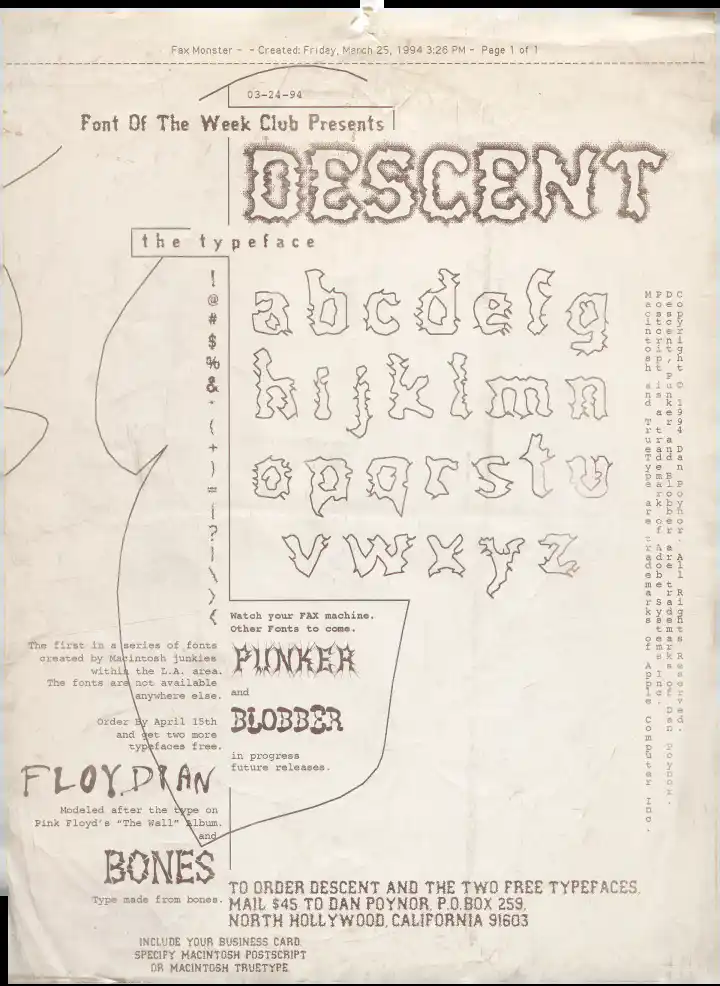 Fax Monster - - Created: Friday, March 25, 1994 3:26 PM - Page 1 of 1
03-24-94
Font Of The Week Club Presents
DESCENT
the typeface
!
@
#
$
%
&
(
+
)
=
|
?
|
\
>
{
abcdefg
hijklmn
opqrstu
vwxyz
Copyright © 1994 Dan Poynor. All Rights Reserved.
Descent, Punker and Blobber are trademarks of Dan Poynor.
Postcript is a trademark of Adobe Systems Inc.
Macintosh and TrueType are trademarks of Apple Computer Inc.
Watch your FAX machine.
Other Fonts to come.
PUNKER
and
BLOBBER
in progress
future releases.
The first in a series of fonts
created by Macintosh junkies
within the L.A. area.
The fonts are not available
anywhere else.
Order By April 15th
and get two more
typefaces free.
FLOYDIAN
Modeled after the type on
Pink Floyd's "The Wall" Album.
and
BONES
Type made from bones.
TO ORDER DESCENT AND THE TWO FREE TYPEFACES,
MAIL $45 TO DAN POYNOR, P.O.BOX 259,
NORTH HOLLYWOOD, CALIFORNIA 91603
INCLUDE YOUR BUSINESS CARD.
SPECIFY MACINTOSH POSTSCRIPT
OR MACINTOSH TRUETYPE.